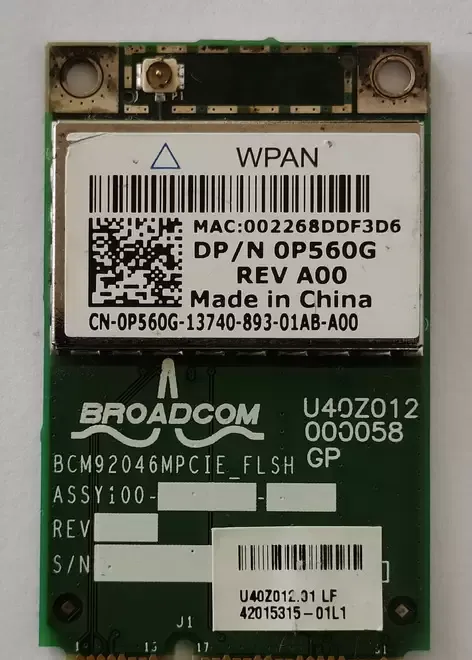 WPAN
MAC:002268DDF3D6
DP/N 0P560G
REV A00
Made in China
CN-0P560G-13740-893-01AB-A00
BROADCOM
U40Z012
000058
GP
BCM92046MPCIE_FLSH
ASSY100- -
REV
S/N
U40Z012.01 LF
42015315-01L1
J1
15 17 51